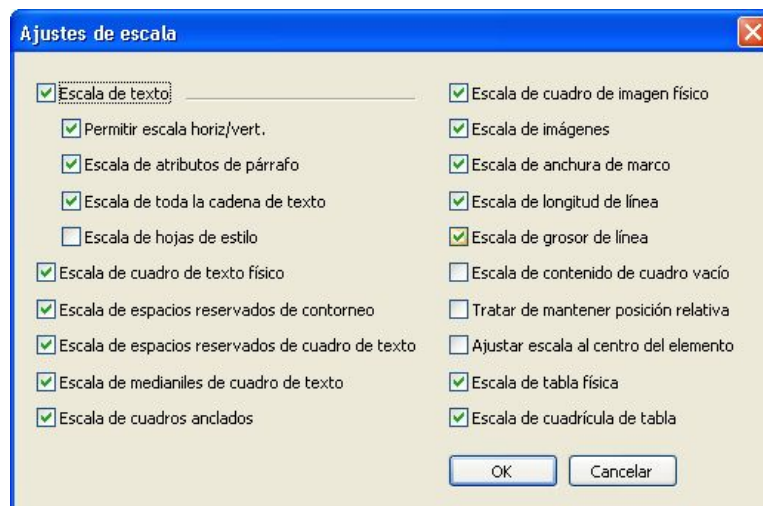 Ajustes de escala
Escala de texto
Permitir escala horiz/vert.
Escala de atributos de párrafo
Escala de toda la cadena de texto
Escala de hojas de estilo
Escala de cuadro de texto físico
Escala de espacios reservados de contorneo
Escala de espacios reservados de cuadro de texto
Escala de medianiles de cuadro de texto
Escala de cuadros anclados
Escala de cuadro de imagen físico
Escala de imágenes
Escala de anchura de marco
Escala de longitud de línea
Escala de grosor de línea
Escala de contenido de cuadro vacío
Tratar de mantener posición relativa
Ajustar escala al centro del elemento
Escala de tabla física
Escala de cuadrícula de tabla
OK
Cancelar